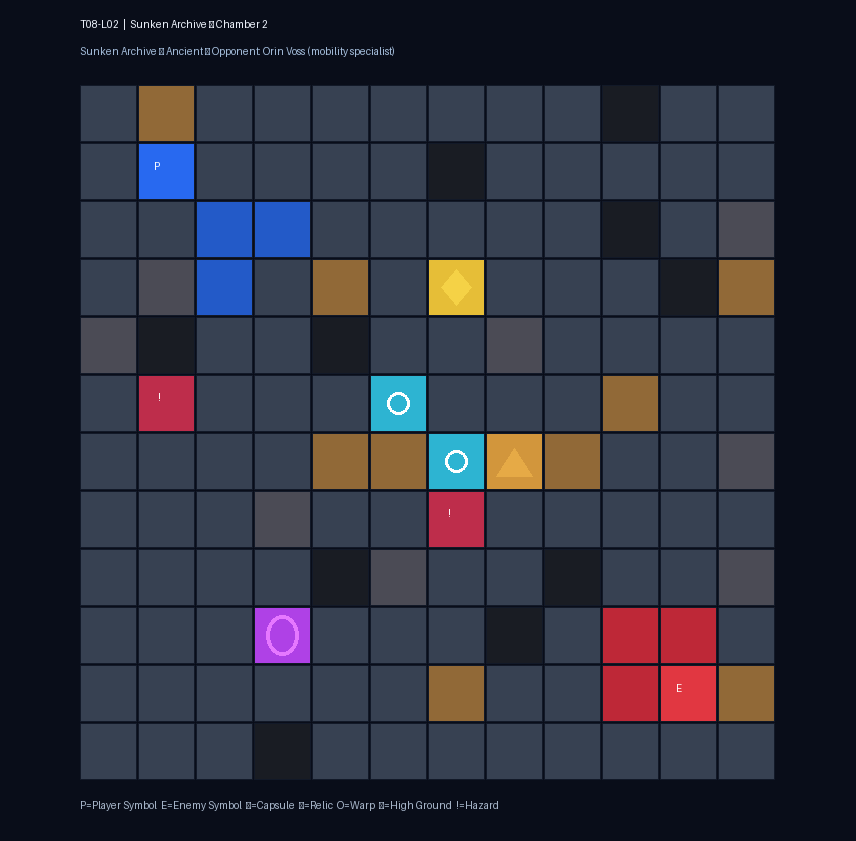 T08-L02 | Sunken Archive □ Chamber 2
Sunken Archive □ Ancient □ Opponent Orin Voss (mobility specialist)
P
!
!
E
P=Player Symbol E=Enemy Symbol □=Capsule □=Relic O=Warp □=High Ground !=Hazard